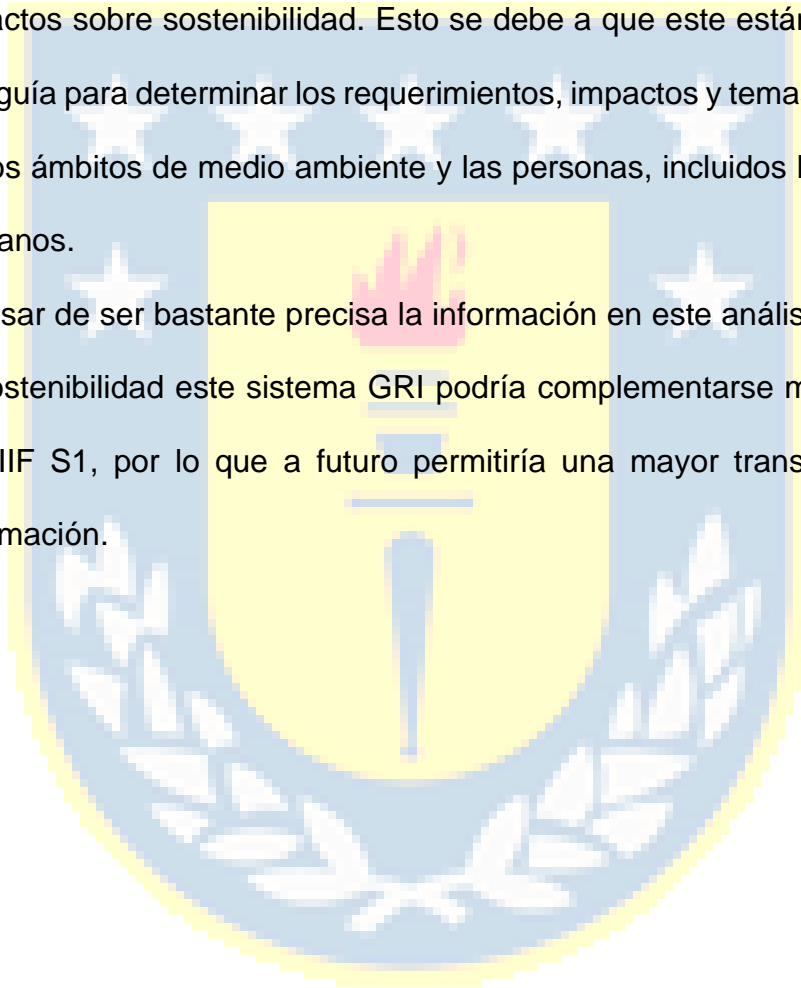 actos sobre sostenibilidad. Esto se debe a que este están
guía para determinar los requerimientos, impactos y tema
os ámbitos de medio ambiente y las personas, incluidos l
anos.
sar de ser bastante precisa la información en este anális
ostenibilidad este sistema GRI podría complementarse m
IIF S1, por lo que a futuro permitiría una mayor trans
mación.